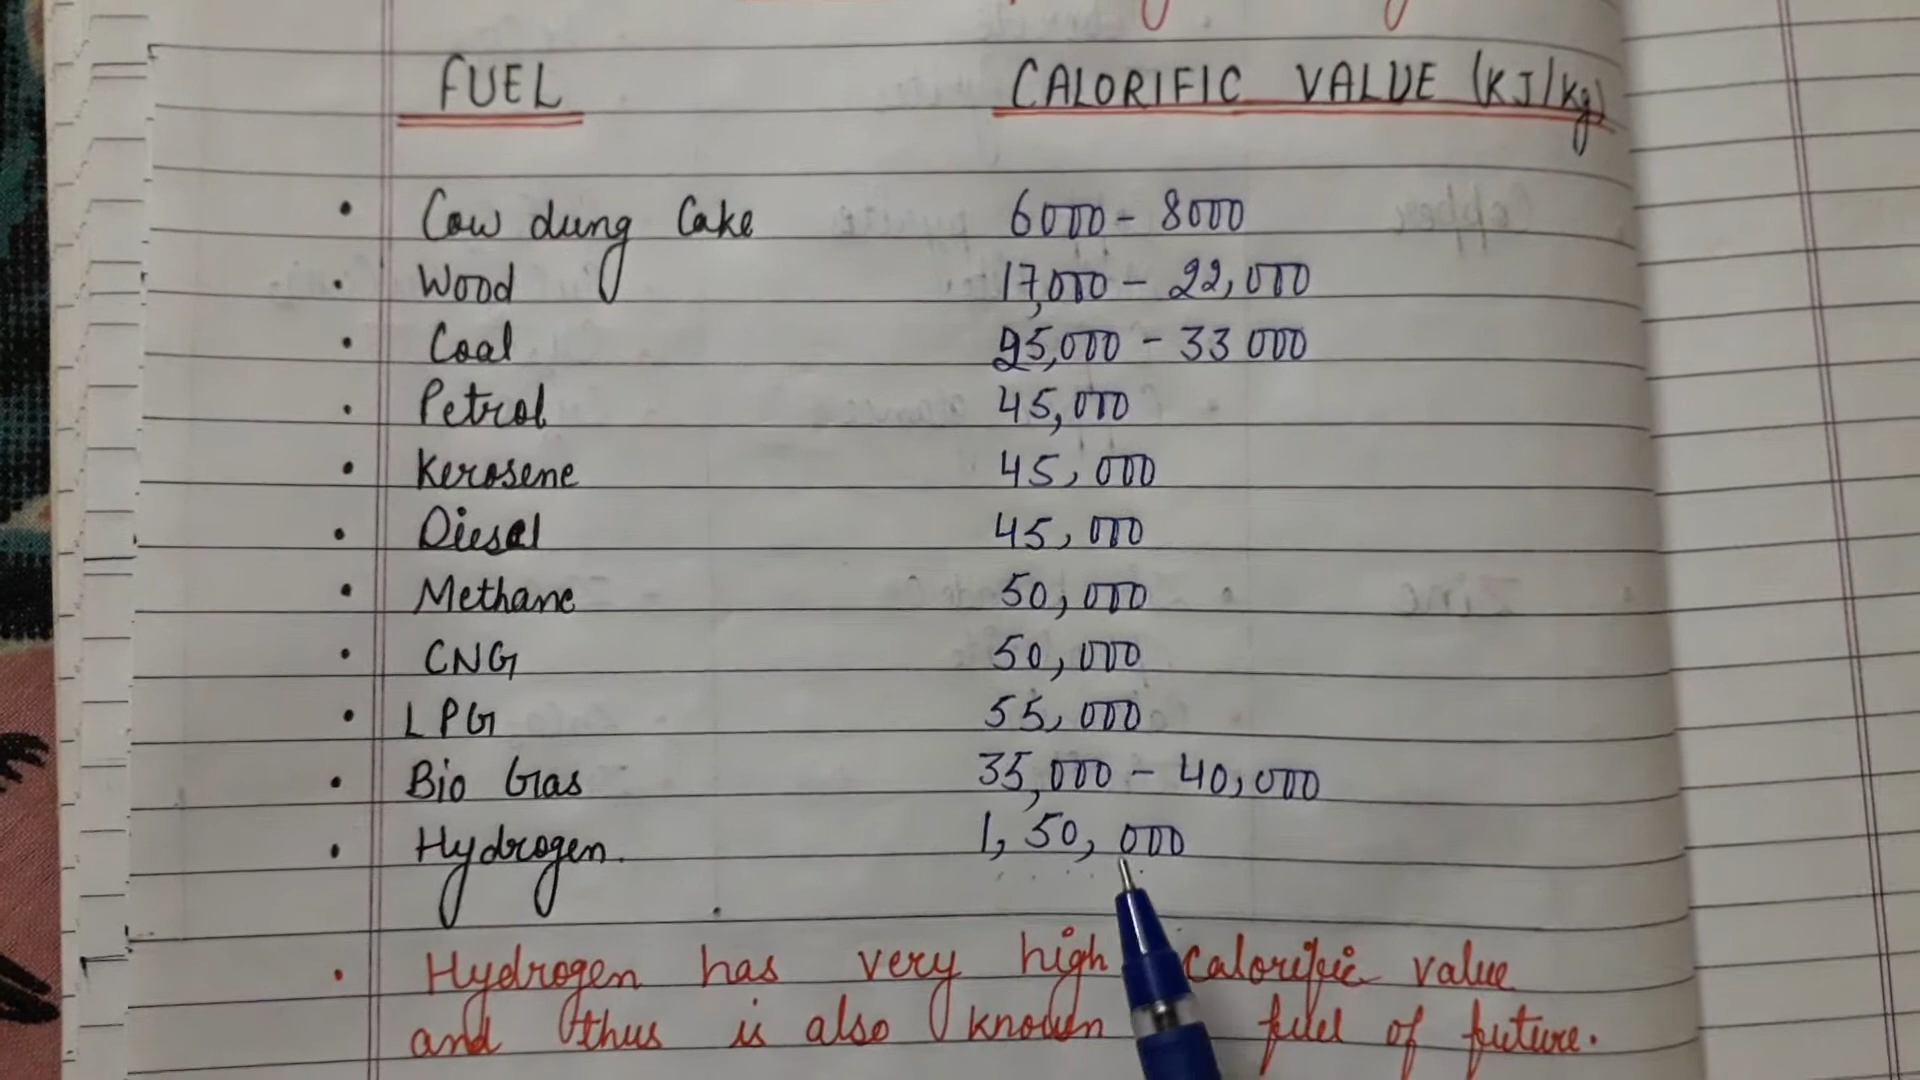 FUEL CALORIFIC VALUE (KJ/kg)
• Cow dung Cake 6000 - 8000
• Wood 17,000 - 22,000
• Coal 25,000 - 33 000
• Petrol 45,000
• Kerosene 45,000
• Diesel 45,000
• Methane 50,000
• CNG 50,000
• LPG 55,000
• Bio Gas 35,000 - 40,000
• Hydrogen. 1,50,000
• Hydrogen has very high calorific value
and thus is also known fuel of future.